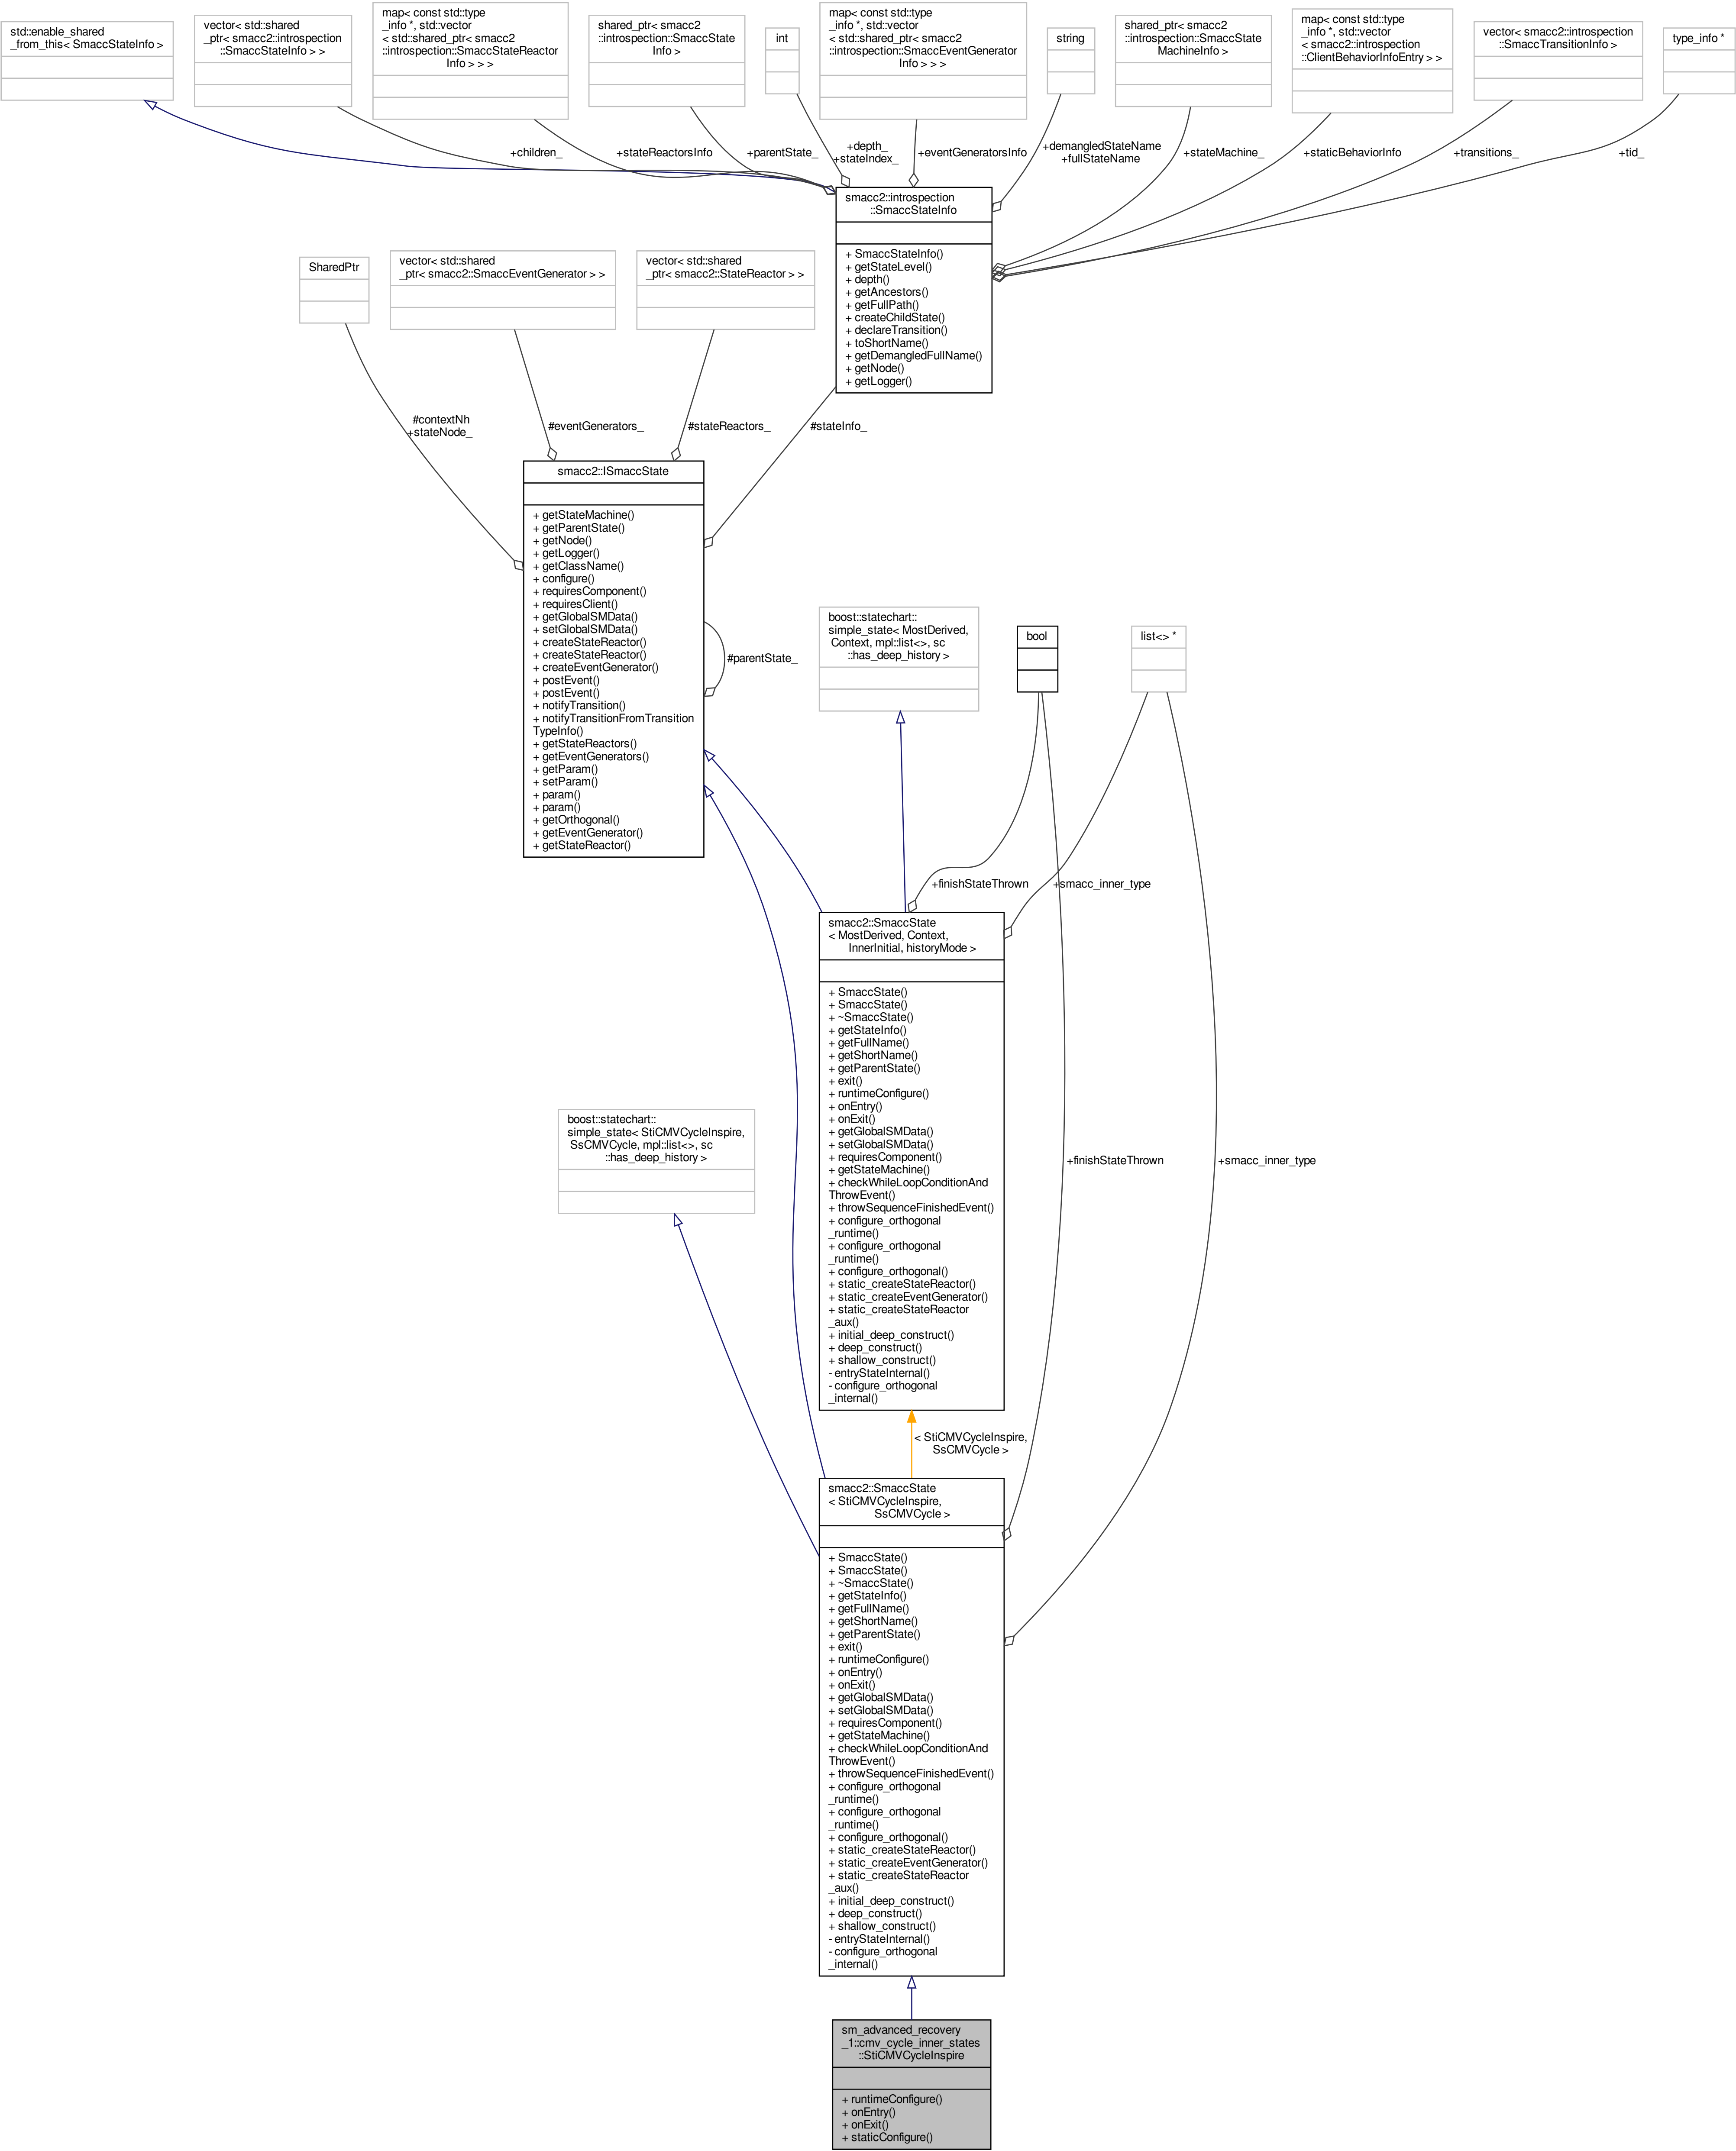 std::enable_shared
_from_this< SmaccStateInfo >
vector< std::shared
_ptr< smacc2::introspection
::SmaccStateInfo > >
map< const std::type
_info *, std::vector
< std::shared_ptr< smacc2
::introspection::SmaccStateReactor
Info > > >
shared_ptr< smacc2
::introspection::SmaccState
Info >
int
map< const std::type
_info *, std::vector
< std::shared_ptr< smacc2
::introspection::SmaccEventGenerator
Info > > >
string
shared_ptr< smacc2
::introspection::SmaccState
MachineInfo >
map< const std::type
_info *, std::vector
< smacc2::introspection
::ClientBehaviorInfoEntry > >
vector< smacc2::introspection
::SmaccTransitionInfo >
type_info *
+children_
+stateReactorsInfo
+parentState_
+depth_
+stateIndex_
+eventGeneratorsInfo
+demangledStateName
+fullStateName
+stateMachine_
+staticBehaviorInfo
+transitions_
+tid_
smacc2::introspection
::SmaccStateInfo
+ SmaccStateInfo()
+ getStateLevel()
+ depth()
+ getAncestors()
+ getFullPath()
+ createChildState()
+ declareTransition()
+ toShortName()
+ getDemangledFullName()
+ getNode()
+ getLogger()
SharedPtr
vector< std::shared
_ptr< smacc2::SmaccEventGenerator > >
vector< std::shared
_ptr< smacc2::StateReactor > >
#contextNh
+stateNode_
#eventGenerators_
#stateReactors_
#stateInfo_
smacc2::ISmaccState
+ getStateMachine()
+ getParentState()
+ getNode()
+ getLogger()
+ getClassName()
+ configure()
+ requiresComponent()
+ requiresClient()
+ getGlobalSMData()
+ setGlobalSMData()
+ createStateReactor()
+ createStateReactor()
+ createEventGenerator()
+ postEvent()
+ postEvent()
+ notifyTransition()
+ notifyTransitionFromTransition
TypeInfo()
+ getStateReactors()
+ getEventGenerators()
+ getParam()
+ setParam()
+ param()
+ param()
+ getOrthogonal()
+ getEventGenerator()
+ getStateReactor()
#parentState_
boost::statechart::
simple_state< MostDerived,
Context, mpl::list<>, sc
::has_deep_history >
bool
list<> *
+finishStateThrown
+smacc_inner_type
smacc2::SmaccState
< MostDerived, Context,
InnerInitial, historyMode >
+ SmaccState()
+ SmaccState()
+ ~SmaccState()
+ getStateInfo()
+ getFullName()
+ getShortName()
+ getParentState()
+ exit()
+ runtimeConfigure()
+ onEntry()
+ onExit()
+ getGlobalSMData()
+ setGlobalSMData()
+ requiresComponent()
+ getStateMachine()
+ checkWhileLoopConditionAnd
ThrowEvent()
+ throwSequenceFinishedEvent()
+ configure_orthogonal
_runtime()
+ configure_orthogonal
_runtime()
+ configure_orthogonal()
+ static_createStateReactor()
+ static_createEventGenerator()
+ static_createStateReactor
_aux()
+ initial_deep_construct()
+ deep_construct()
+ shallow_construct()
- entryStateInternal()
- configure_orthogonal
_internal()
boost::statechart::
simple_state< StiCMVCycleInspire,
SsCMVCycle, mpl::list<>, sc
::has_deep_history >
+finishStateThrown
+smacc_inner_type
< StiCMVCycleInspire,
SsCMVCycle >
smacc2::SmaccState
< StiCMVCycleInspire,
SsCMVCycle >
+ SmaccState()
+ SmaccState()
+ ~SmaccState()
+ getStateInfo()
+ getFullName()
+ getShortName()
+ getParentState()
+ exit()
+ runtimeConfigure()
+ onEntry()
+ onExit()
+ getGlobalSMData()
+ setGlobalSMData()
+ requiresComponent()
+ getStateMachine()
+ checkWhileLoopConditionAnd
ThrowEvent()
+ throwSequenceFinishedEvent()
+ configure_orthogonal
_runtime()
+ configure_orthogonal
_runtime()
+ configure_orthogonal()
+ static_createStateReactor()
+ static_createEventGenerator()
+ static_createStateReactor
_aux()
+ initial_deep_construct()
+ deep_construct()
+ shallow_construct()
- entryStateInternal()
- configure_orthogonal
_internal()
sm_advanced_recovery
_1::cmv_cycle_inner_states
::StiCMVCycleInspire
+ runtimeConfigure()
+ onEntry()
+ onExit()
+ staticConfigure()